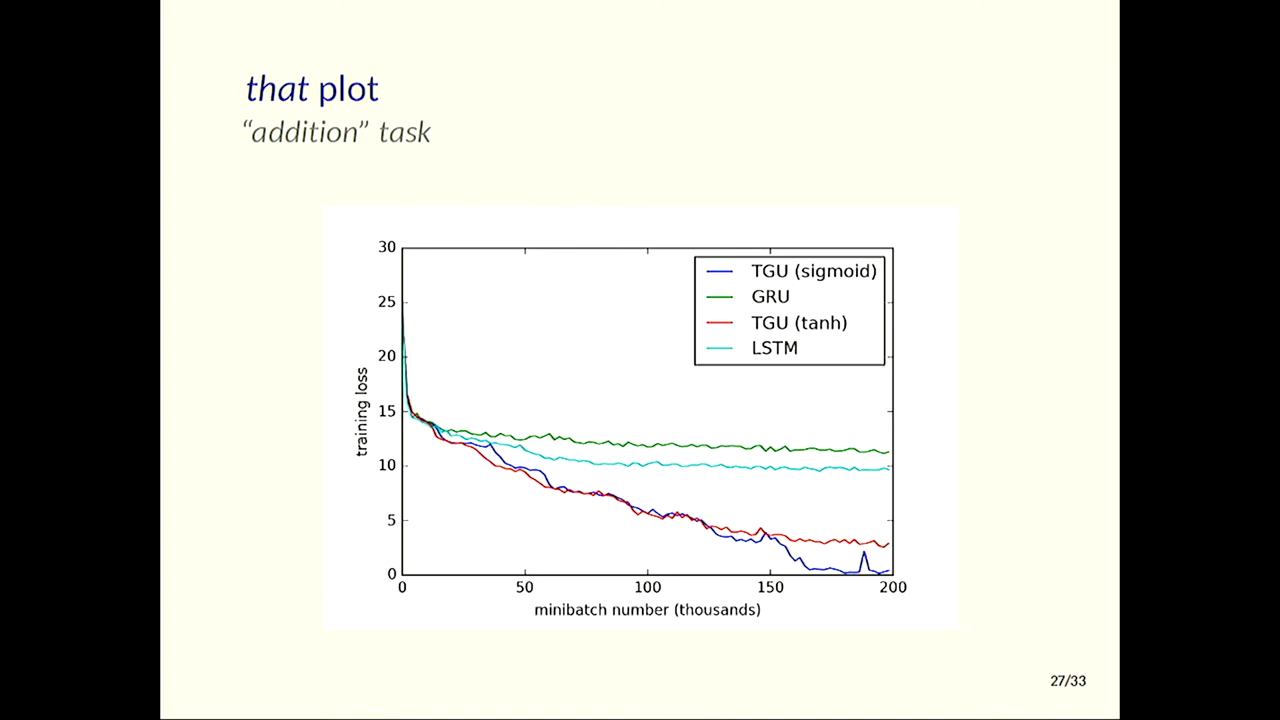 that plot
“addition” task
30
25
20
15
10
5
0
training loss
TGU (sigmoid)
GRU
TGU (tanh)
LSTM
0 50 100 150 200
minibatch number (thousands)
27/33